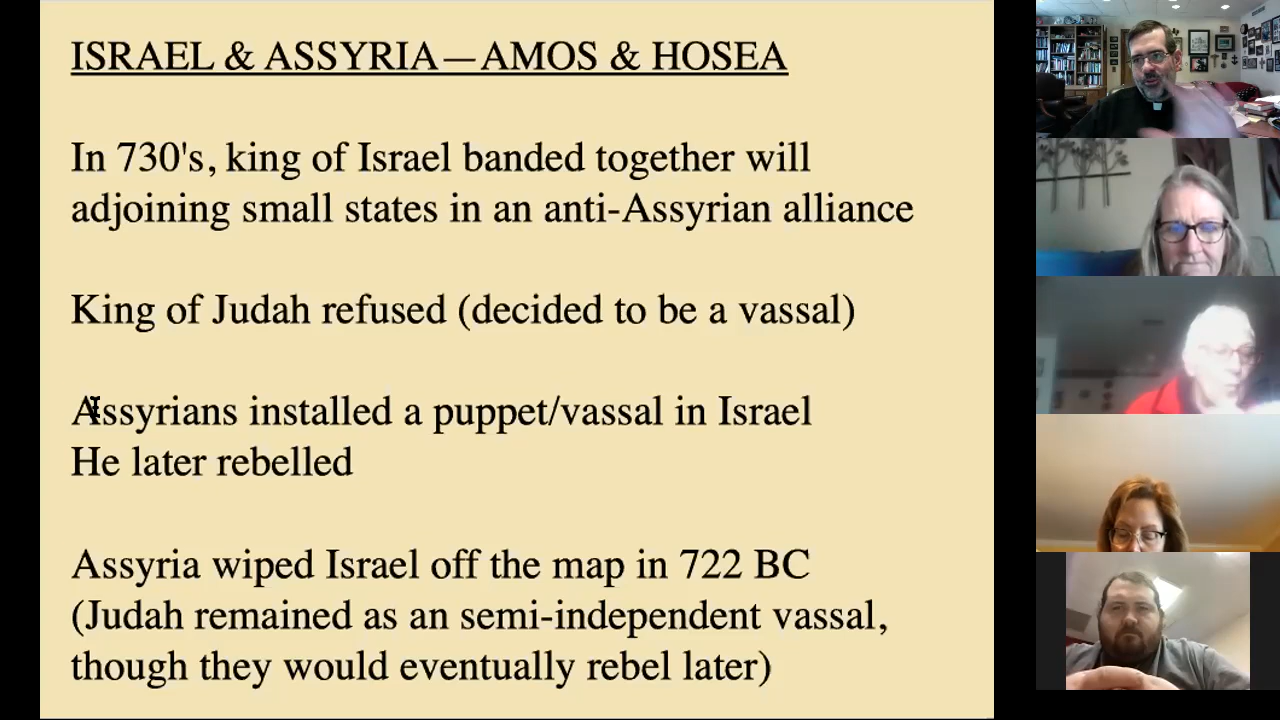 ISRAEL & ASSYRIA—AMOS & HOSEA
In 730's, king of Israel banded together will
adjoining small states in an anti-Assyrian alliance
King of Judah refused (decided to be a vassal)
Assyrians installed a puppet/vassal in Israel
He later rebelled
Assyria wiped Israel off the map in 722 BC
(Judah remained as an semi-independent vassal,
though they would eventually rebel later)